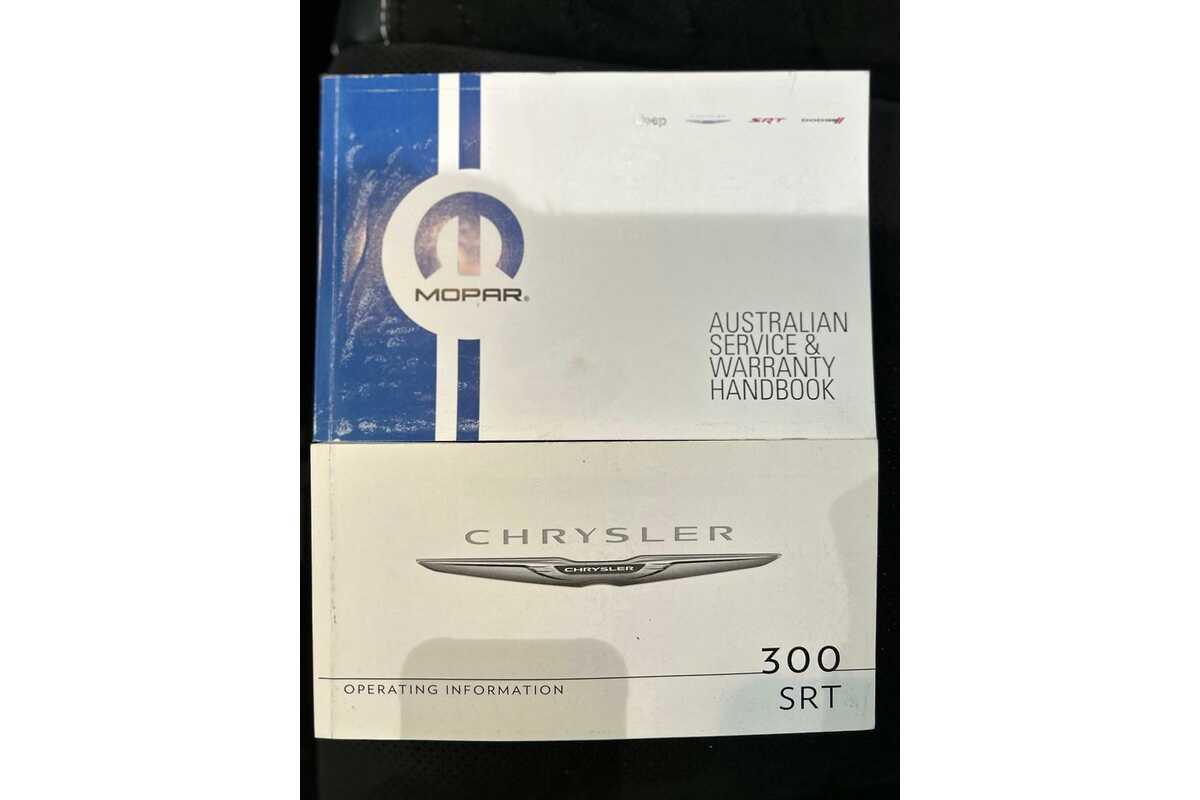 Jeep SRT DODGE
MOPAR®
AUSTRALIAN
SERVICE &
WARRANTY
HANDBOOK
CHRYSLER
CHRYSLER
300
OPERATING INFORMATION
SRT